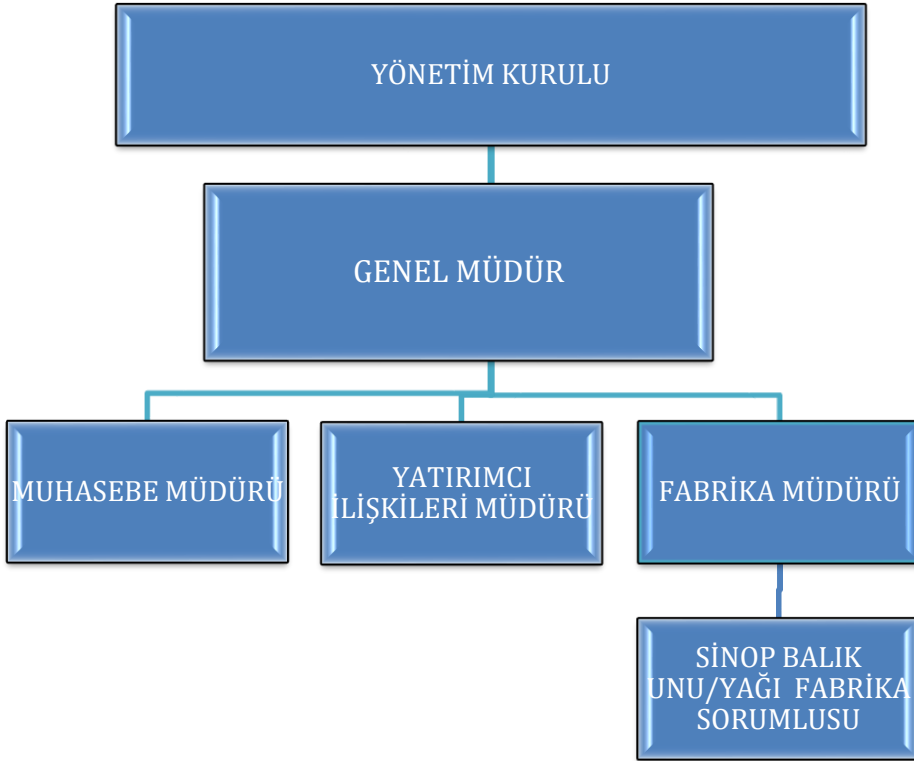 YÖNETİM KURULU
GENEL MÜDÜR
MUHASEBE MÜDÜRÜ
YATIRIMCI
İLİŞKİLERİ MÜDÜRÜ
FABRİKA MÜDÜRÜ
SİNOP BALIK
UNU/YAĞI FABRİKA
SORUMLUSU